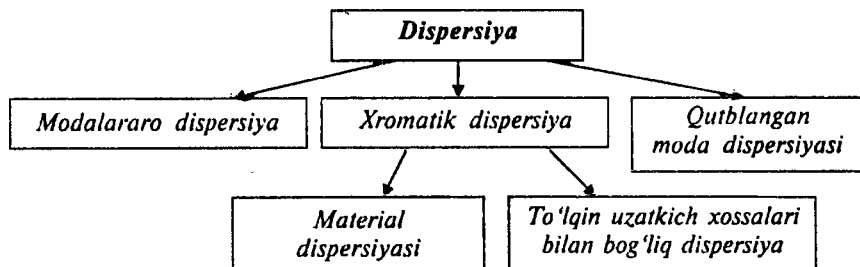 Dispersiya
Modalararo dispersiya
Xromatik dispersiya
Qutblangan
moda dispersiyasi
Material
dispersiyasi
To‘lqin uzatkich xossalari
bilan bog‘liq dispersiya